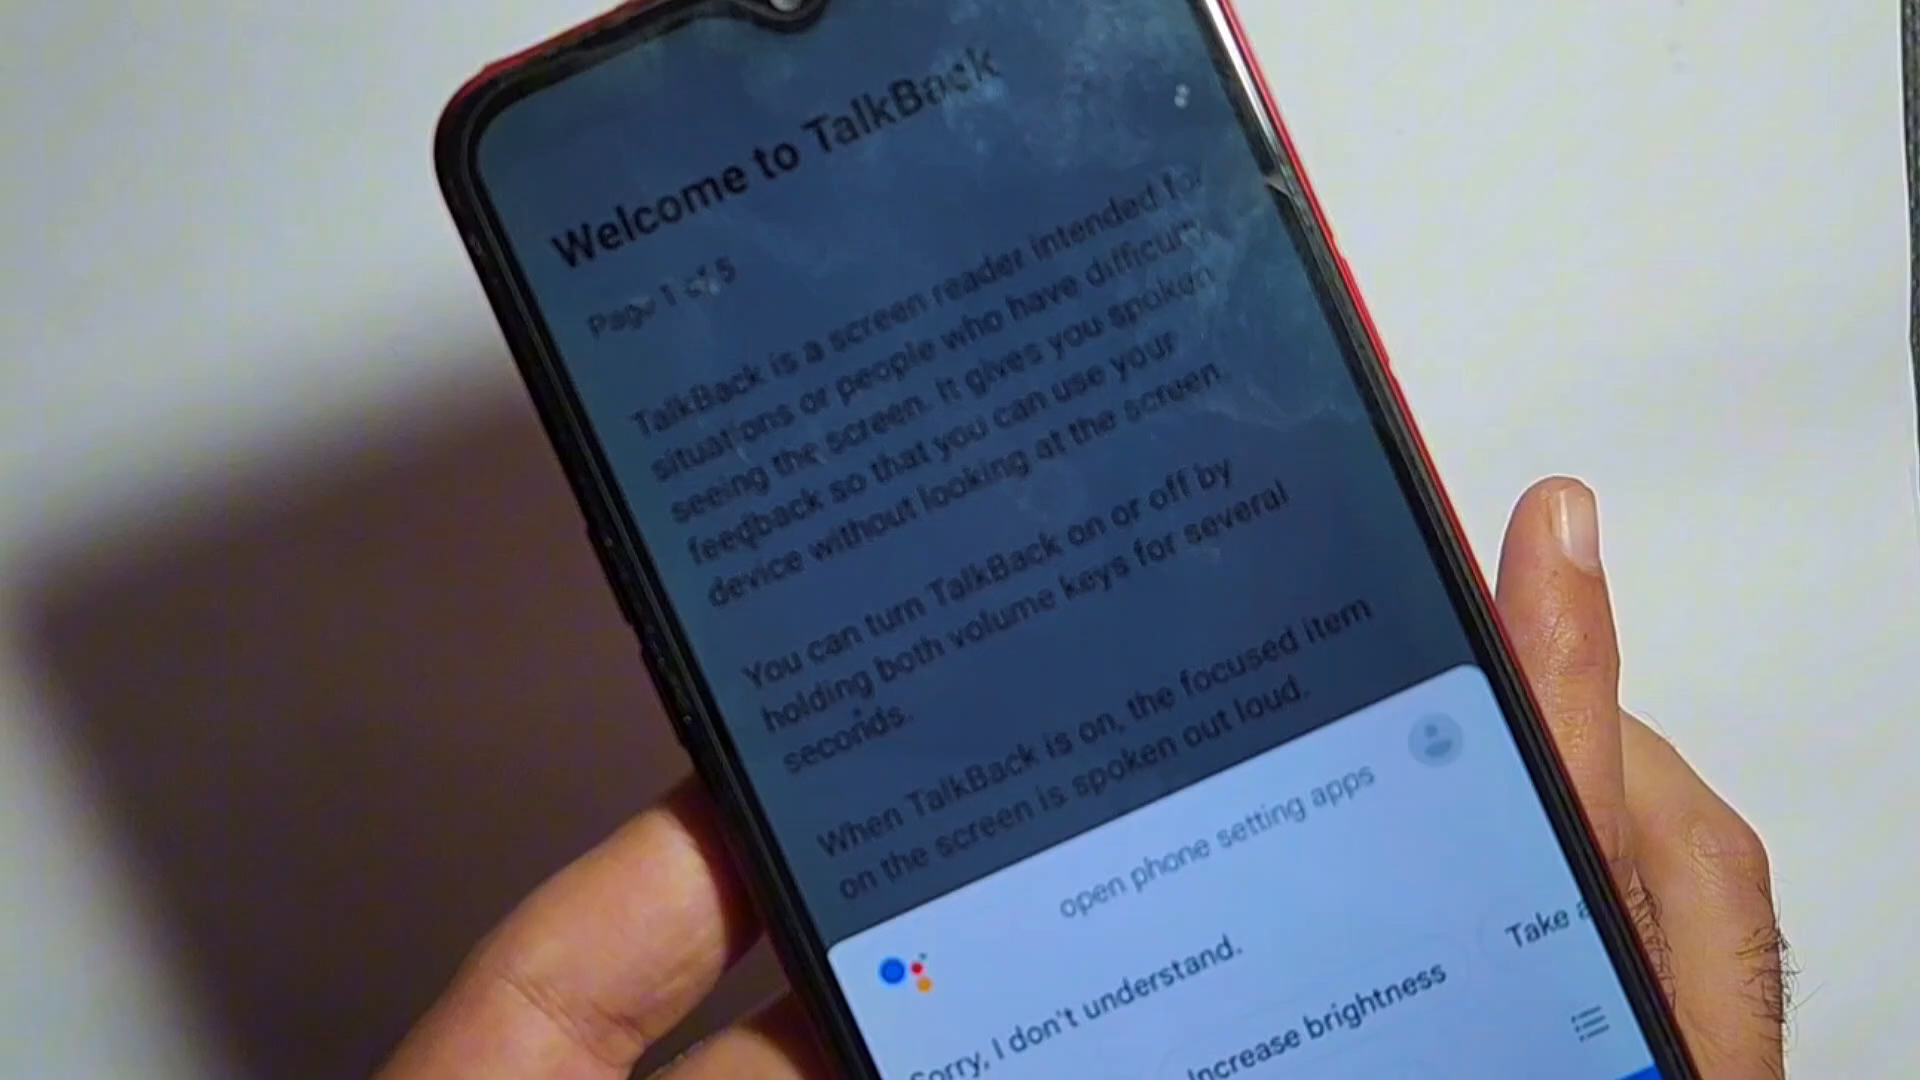 Welcome to TalkBack
Page 1 of 5
TalkBack is a screen reader intended for
situations or people who have difficulty
seeing the screen. It gives you spoken
feedback so that you can use your
device without looking at the screen.
You can turn TalkBack on or off by
holding both volume keys for several
seconds.
When TalkBack is on, the focused item
on the screen is spoken out loud.
open phone setting apps
Sorry, I don't understand.
Increase brightness
Take a